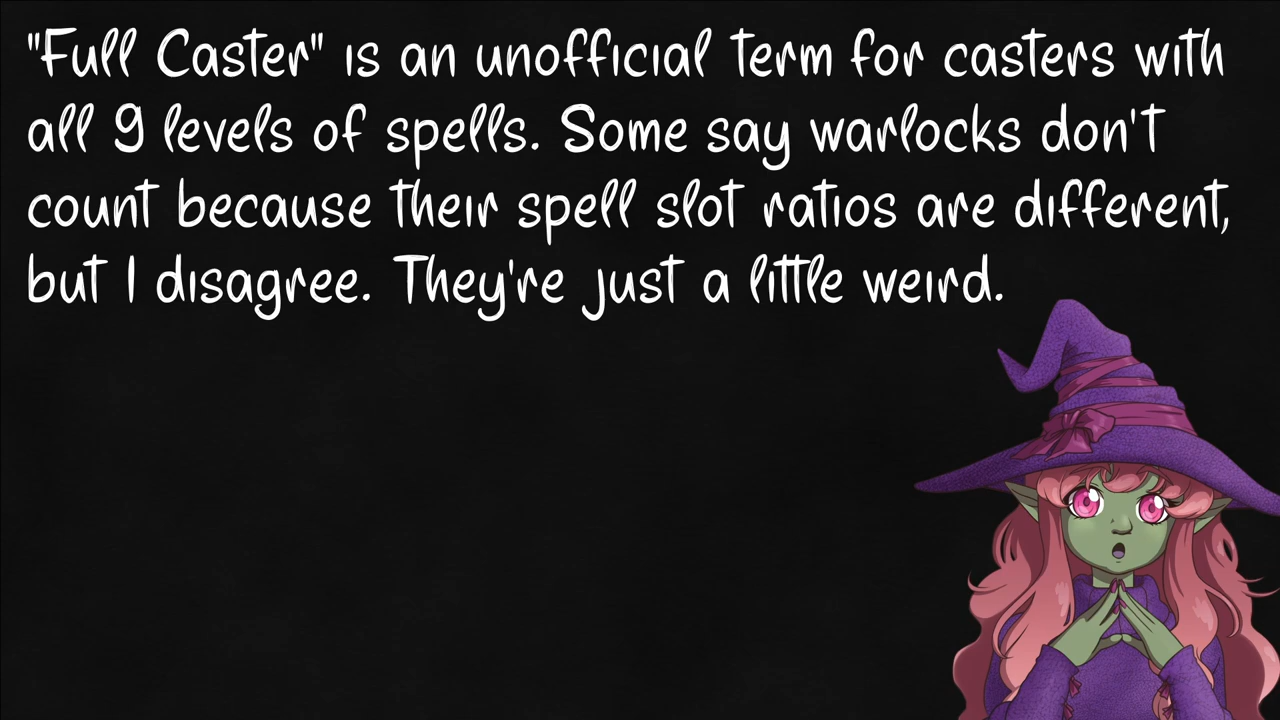 "Full Caster" is an unofficial term for casters with
all 9 levels of spells. Some say warlocks don't
count because their spell slot ratios are different,
but I disagree. They're just a little weird.